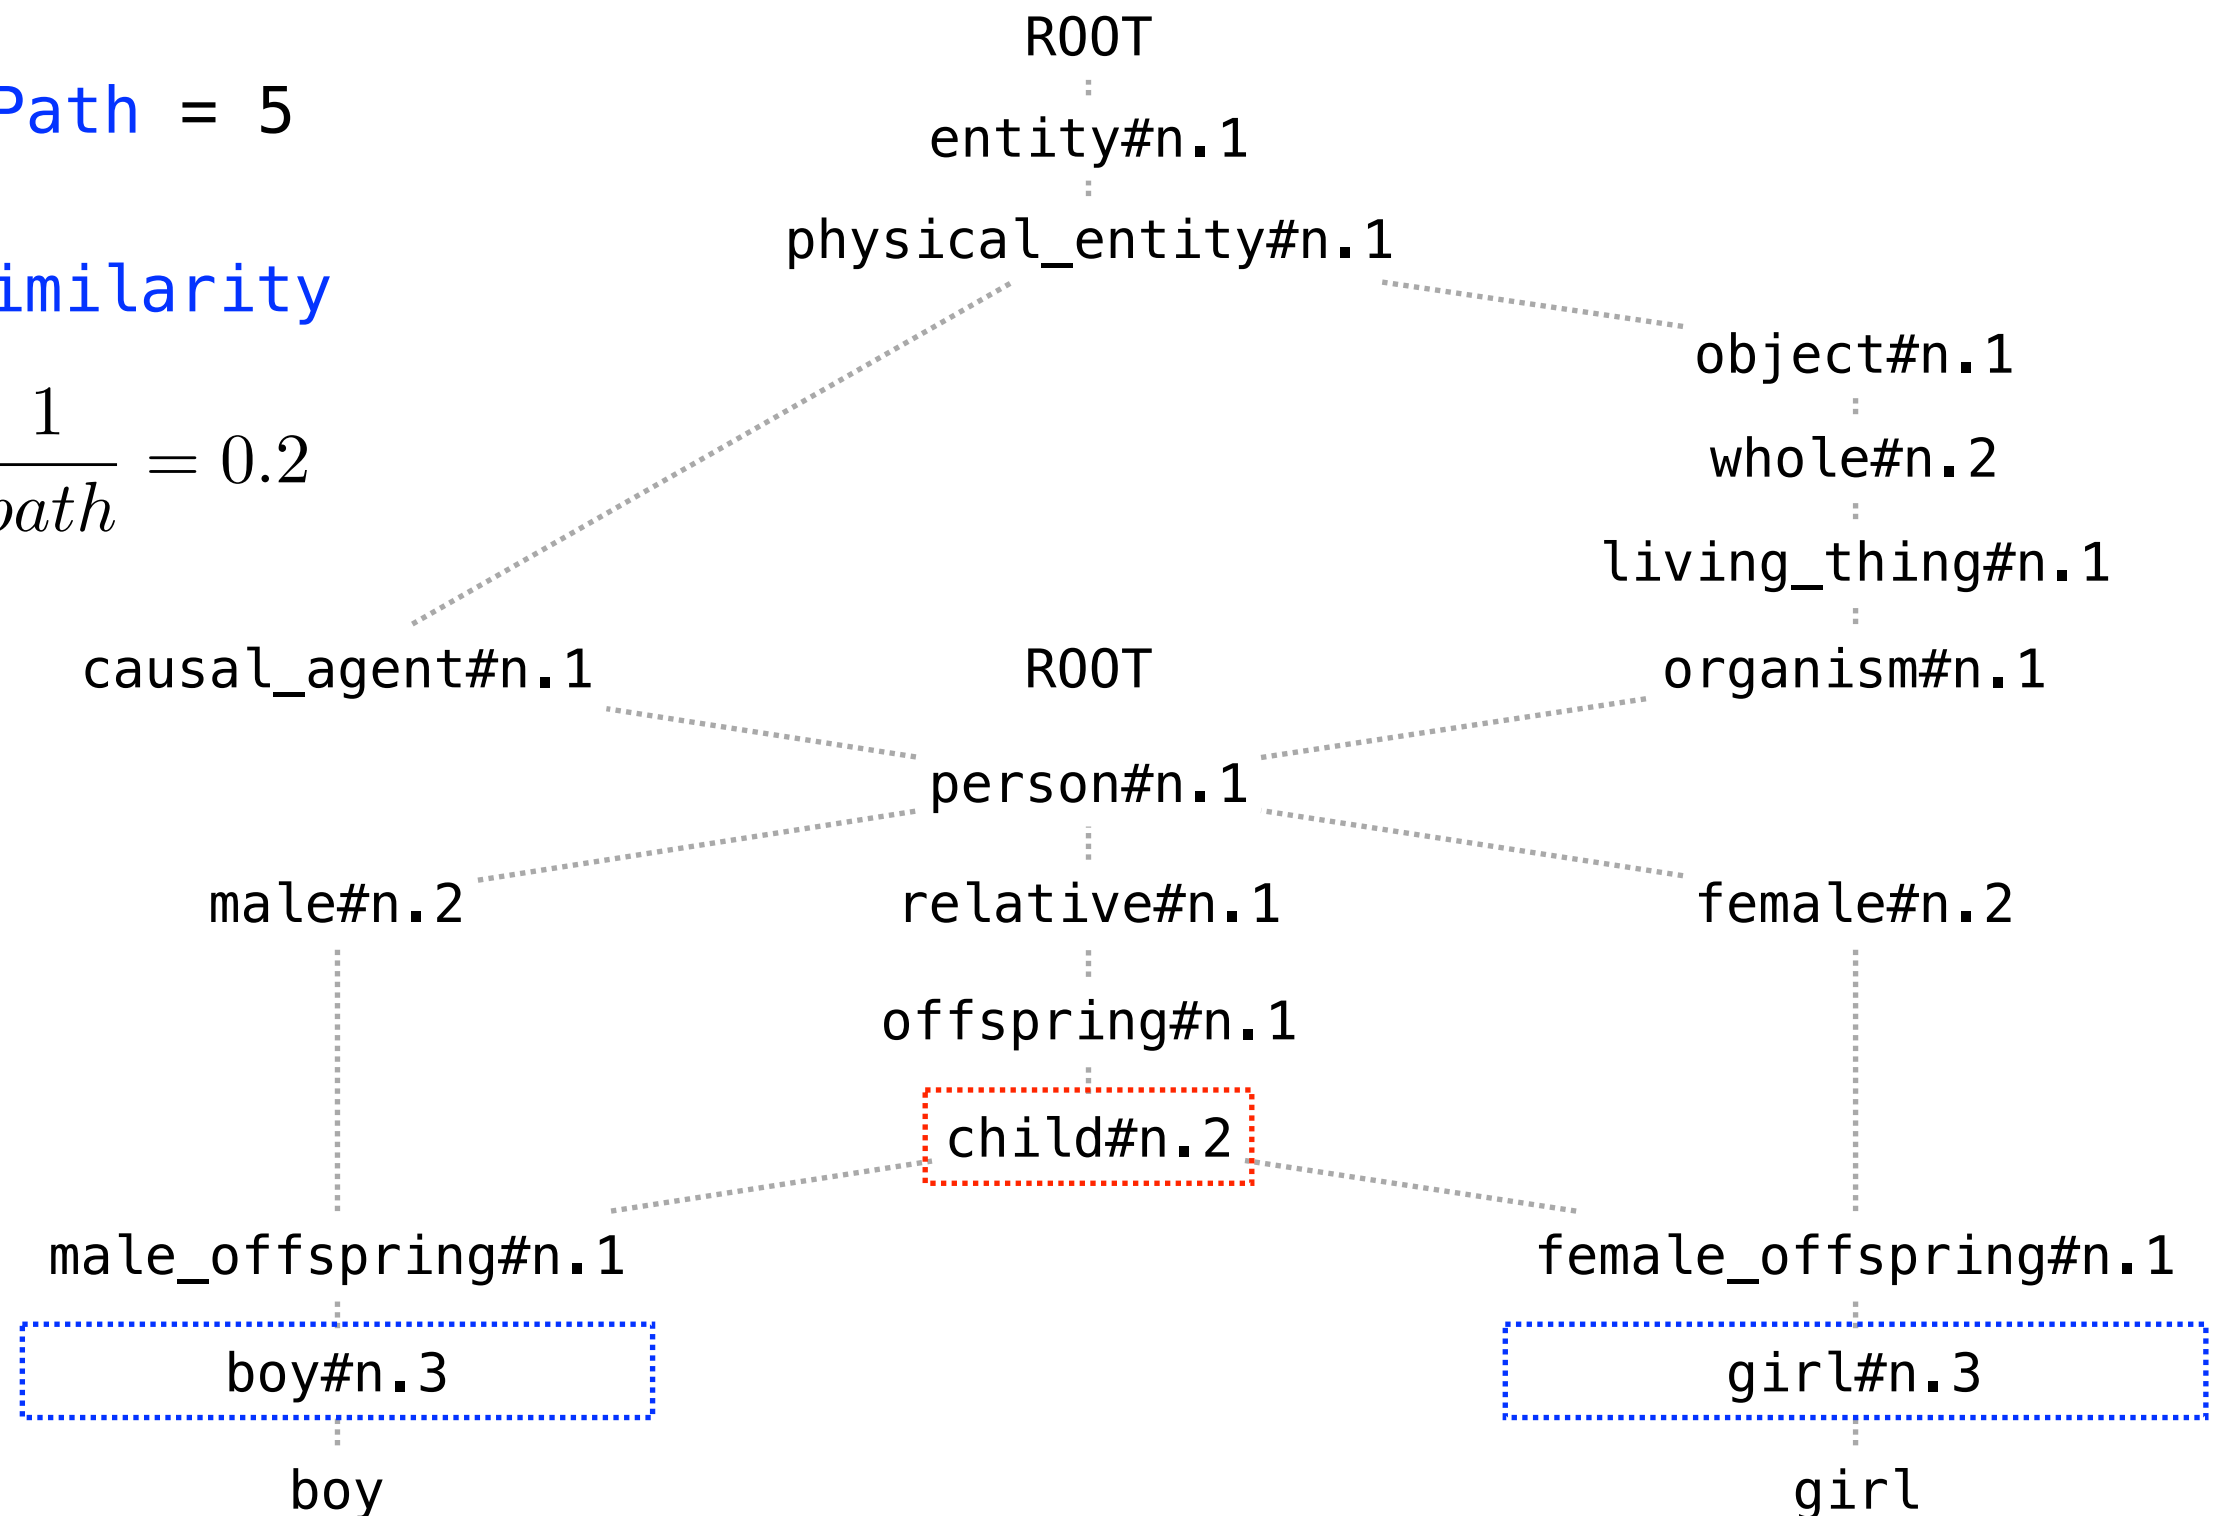 ROOT
Path = 5
entity#n.1
physical_entity#n.1
imilarity
object#n.1
1
path = 0.2
whole#n.2
living_thing#n.1
causal_agent#n.1 ROOT organism#n.1
person#n.1
male#n.2 relative#n.1 female#n.2
offspring#n.1
child#n.2
male_offspring#n.1 female_offspring#n.1
boy#n.3 girl#n.3
boy girl